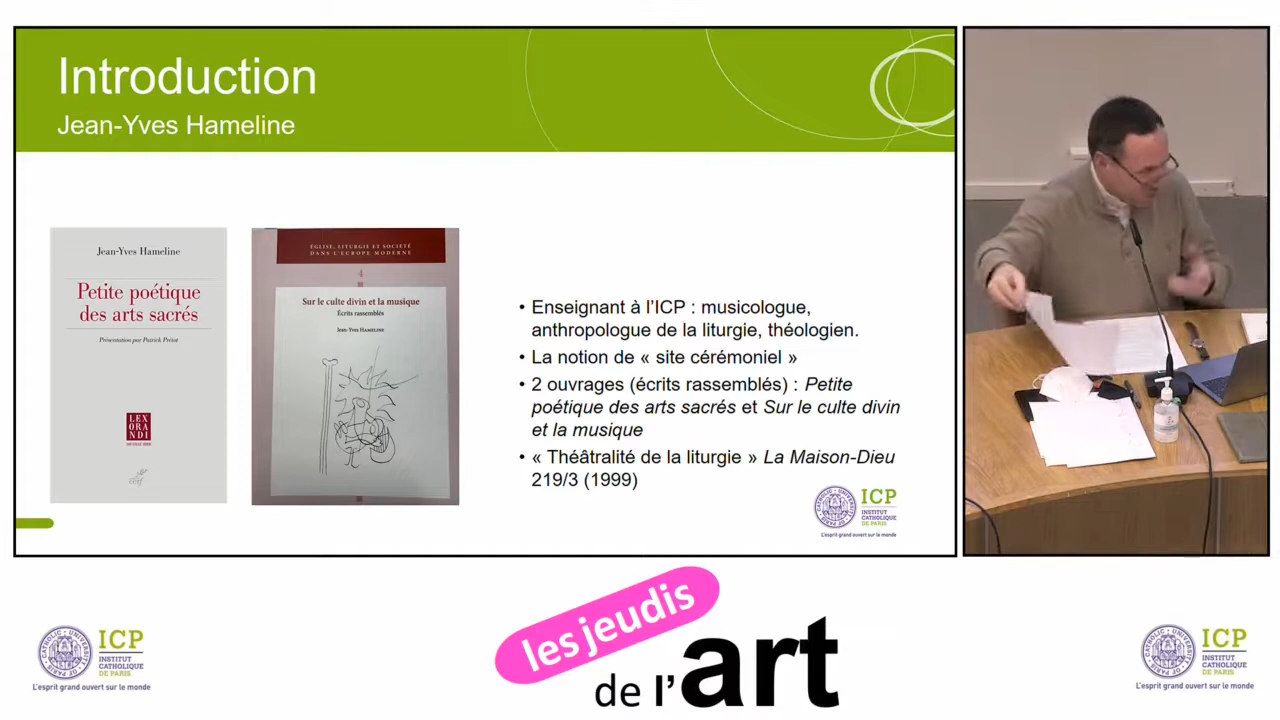 Introduction
Jean-Yves Hameline
Jean-Yves Hameline
Petite poétique
des arts sacrés
Présentation par Patrick Prétot
LEX
ORANDI
cerf
ÉGLISE, LITURGIE ET SOCIÉTÉ
DANS L'EUROPE MODERNE
4
Sur le culte divin et la musique
Écrits rassemblés
Jean-Yves HAMELINE
• Enseignant à l'ICP : musicologue,
anthropologue de la liturgie, théologien.
• La notion de « site cérémoniel »
• 2 ouvrages (écrits rassemblés) : Petite
poétique des arts sacrés et Sur le culte divin
et la musique
• « Théâtralité de la liturgie » La Maison-Dieu
219/3 (1999)
ICP
INSTITUT
CATHOLIQUE
DE PARIS
L'esprit grand ouvert sur le monde
ICP
INSTITUT
CATHOLIQUE
DE PARIS
L'esprit grand ouvert sur le monde
les jeudis
de l'art
ICP
INSTITUT
CATHOLIQUE
DE PARIS
L'esprit grand ouvert sur le monde